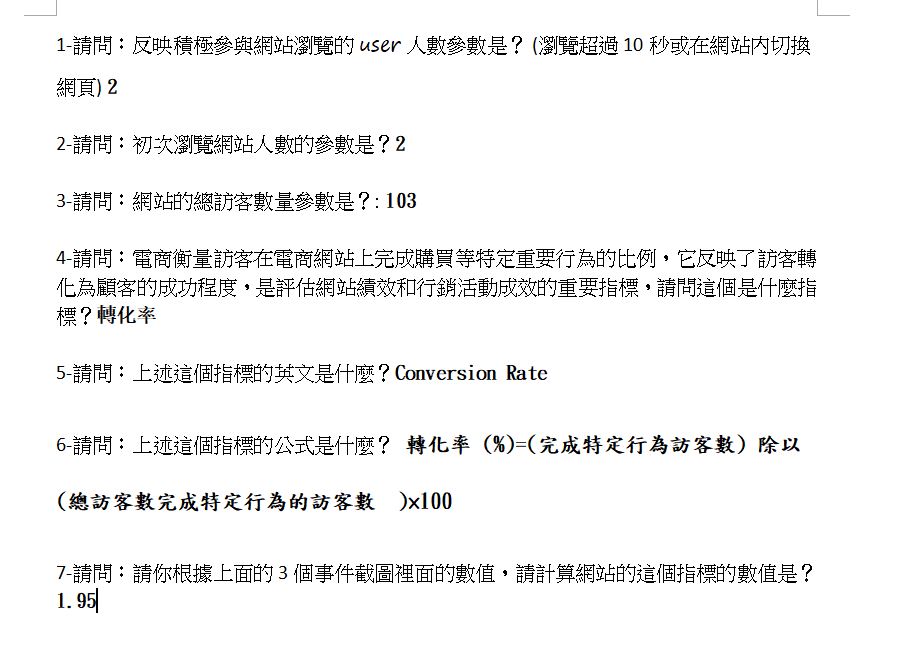 1-請問：反映積極參與網站瀏覽的 user 人數參數是？ (瀏覽超過 10 秒或在網站內切換
網頁) 2
2-請問：初次瀏覽網站人數的參數是？2
3-請問：網站的總訪客數量參數是？: 103
4-請問：電商衡量訪客在電商網站上完成購買等特定重要行為的比例，它反映了訪客轉
化為顧客的成功程度，是評估網站績效和行銷活動成效的重要指標，請問這個是什麼指
標？轉化率
5-請問：上述這個指標的英文是什麼？Conversion Rate
6-請問：上述這個指標的公式是什麼？ 轉化率 (%)=(完成特定行為訪客數) 除以
(總訪客數完成特定行為的訪客數 )×100
7-請問：請你根據上面的 3 個事件截圖裡面的數值，請計算網站的這個指標的數值是？
1.95